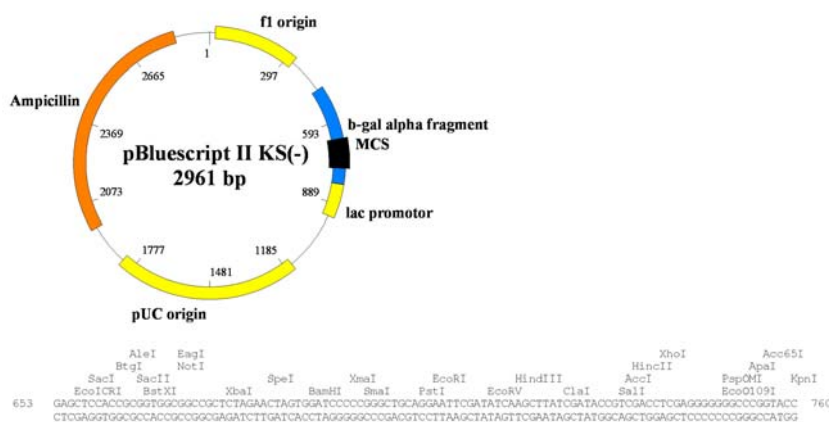 f1 origin
1
297
2665
Ampicillin
b-gal alpha fragment
593
2369
MCS
pBluescript II KS(-)
2961 bp
2073
889
lac promotor
1777
1185
1481
pUC origin
XhoI Acc65I
AleI EagI HincII ApaI
BtgI NotI
SacI SacII SpeI XmaI EcoRI HindIII AccI PspOMI KpnI
EcoICRI BstXI XbaI BamHI SmaI PstI EcoRV ClaI SalI EcoO109I
653 GAGCTCCACCGCGGTGGCGGCCGCTCTAGAACTAGTGGATCCCCCGGGCTGCAGGAATTCGATATCAAGCTTATCGATACCGTCGACCTCGAGGGGGGGCCCGGTACC 760
CTCGAGGTGGCGCCACCGCCGGCGAGATCTTGATCACCTAGGGGGCCCGACGTCCTTAAGCTATAGTTCGAATAGCTATGGCAGCTGGAGCTCCCCCCCGGGCCATGG